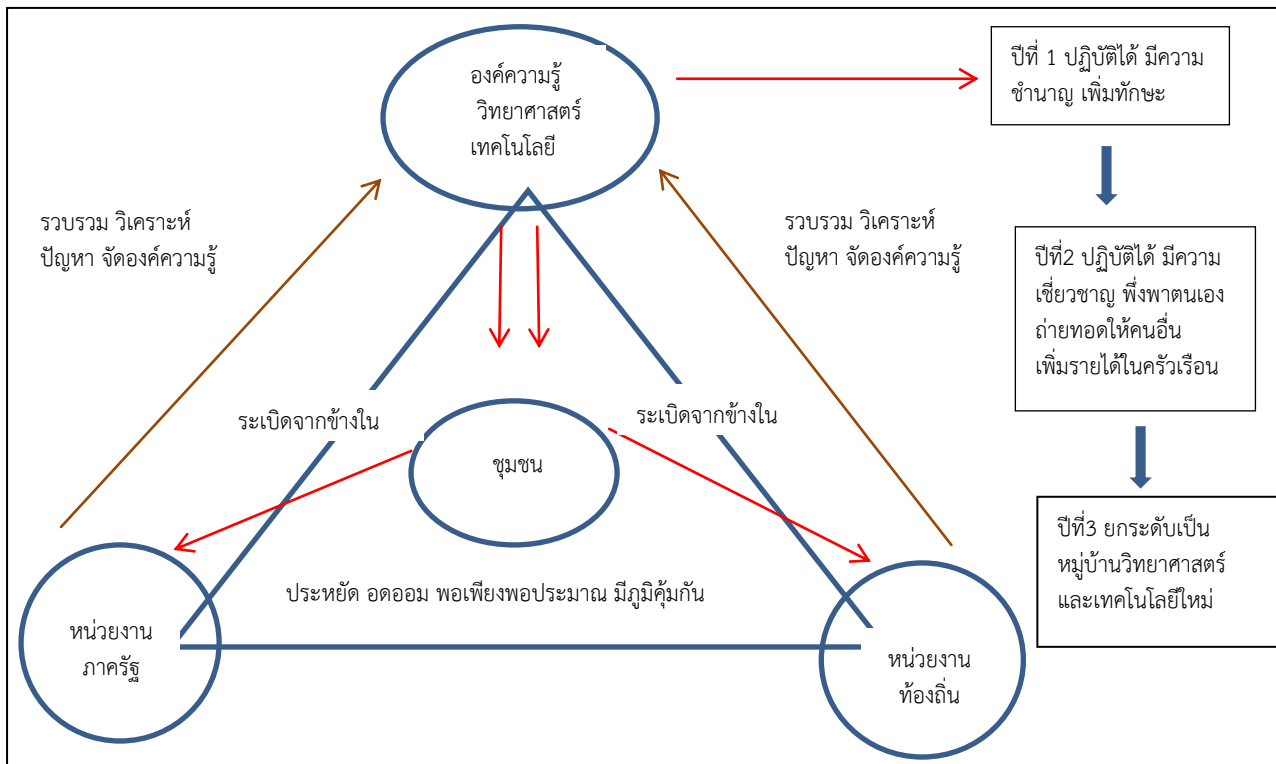 องค์ความรู้
วิทยาศาสตร์
เทคโนโลยี
ปีที่ 1 ปฏิบัติได้ มีความ
ชำนาญ เพิ่มทักษะ
รวบรวม วิเคราะห์
ปัญหา จัดองค์ความรู้
รวบรวม วิเคราะห์
ปัญหา จัดองค์ความรู้
ปีที่2 ปฏิบัติได้ มีความ
เชี่ยวชาญ พึ่งพาตนเอง
ถ่ายทอดให้คนอื่น
เพิ่มรายได้ในครัวเรือน
ระเบิดจากข้างใน
ระเบิดจากข้างใน
ชุมชน
ปีที่3 ยกระดับเป็น
หมู่บ้านวิทยาศาสตร์
และเทคโนโลยีใหม่
ประหยัด อดออม พอเพียงพอประมาณ มีภูมิคุ้มกัน
หน่วยงาน
ภาครัฐ
หน่วยงาน
ท้องถิ่น